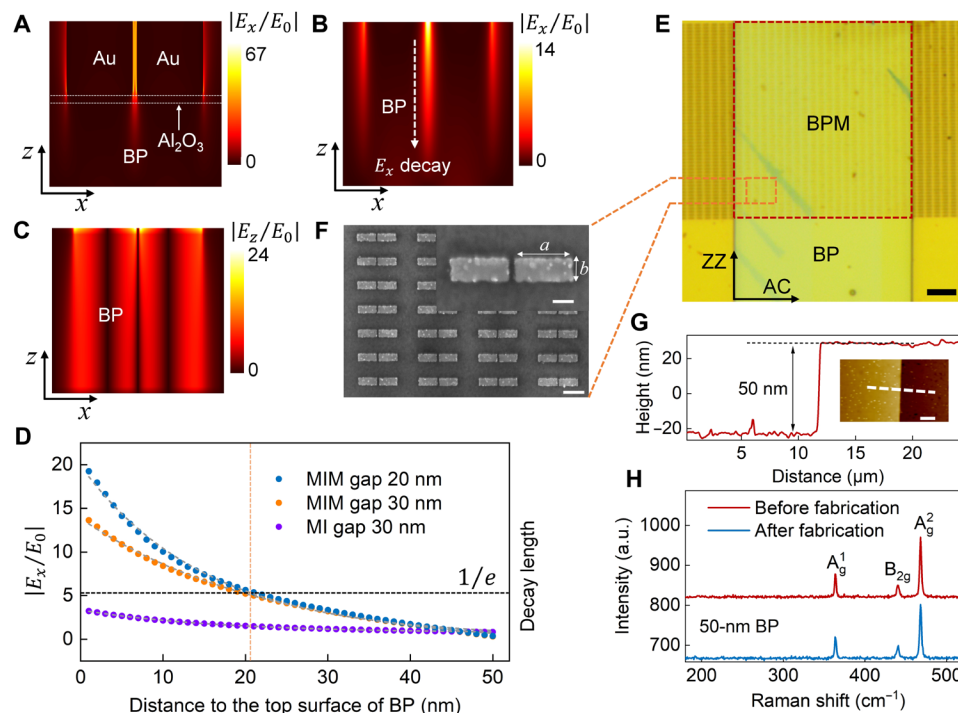 A
|Eₓ/E₀|
67
0
Au
Au
Al₂O₃
BP
z
x
B
|Eₓ/E₀|
14
0
BP
Eₓ decay
z
x
C
|E_z/E₀|
24
0
BP
z
x
D
20
15
10
5
0
|Eₓ/E₀|
MIM gap 20 nm
MIM gap 30 nm
MI gap 30 nm
1/e
Decay length
0
10
20
30
40
50
Distance to the top surface of BP (nm)
E
BPM
BP
ZZ
AC
F
a
b
G
Height (nm)
20
0
−20
50 nm
5
10
15
20
Distance (µm)
H
Before fabrication
After fabrication
Intensity (a.u.)
1000
900
800
700
A¹g
B₂g
A²g
50-nm BP
200
300
400
500
Raman shift (cm⁻¹)